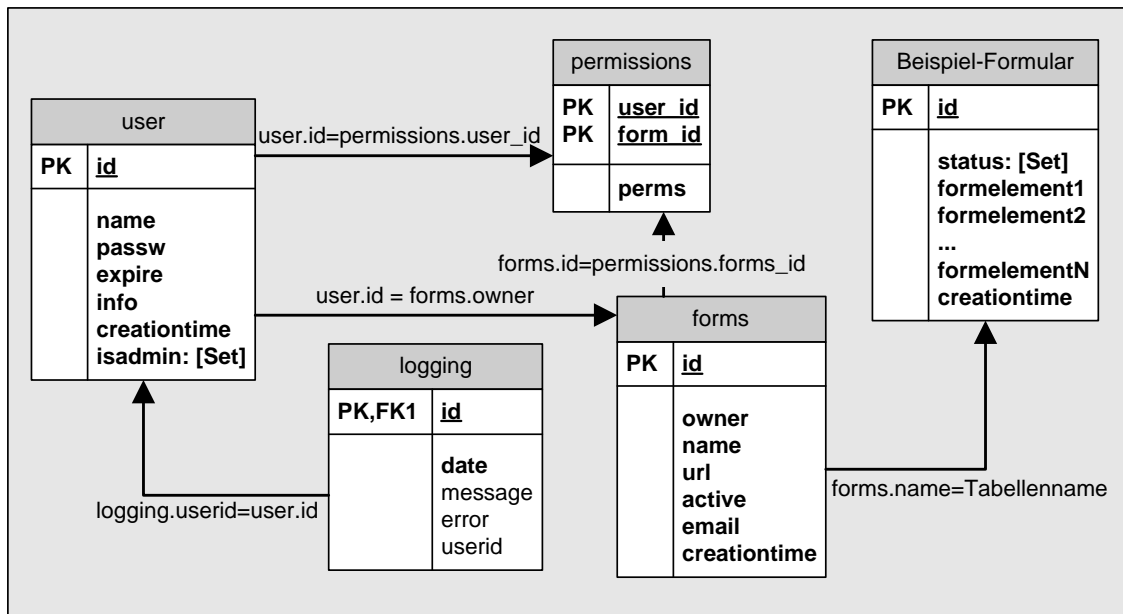 user
PK id
name
passw
expire
info
creationtime
isadmin: [Set]
user.id=permissions.user_id
permissions
PK user_id
PK form_id
perms
Beispiel-Formular
PK id
status: [Set]
formelement1
formelement2
...
formelementN
creationtime
forms.id=permissions.forms_id
user.id = forms.owner
logging
PK,FK1 id
date
message
error
userid
logging.userid=user.id
forms
PK id
owner
name
url
active
email
creationtime
forms.name=Tabellenname